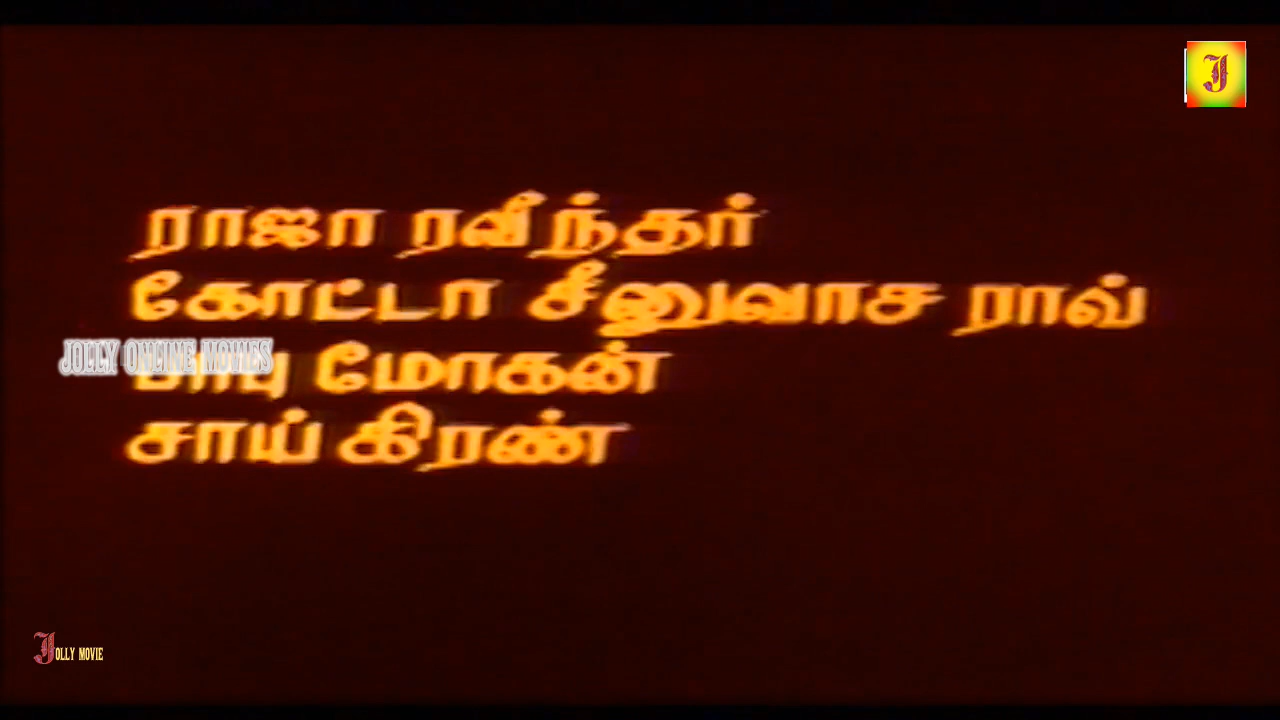 J
ராஜா ரவீந்தர்
கோட்டா சீனுவாச ராவ்
JOLLY ONLINE MOVIES
பாபு மோகன்
சாய் கிரண்
JOLLY MOVIE